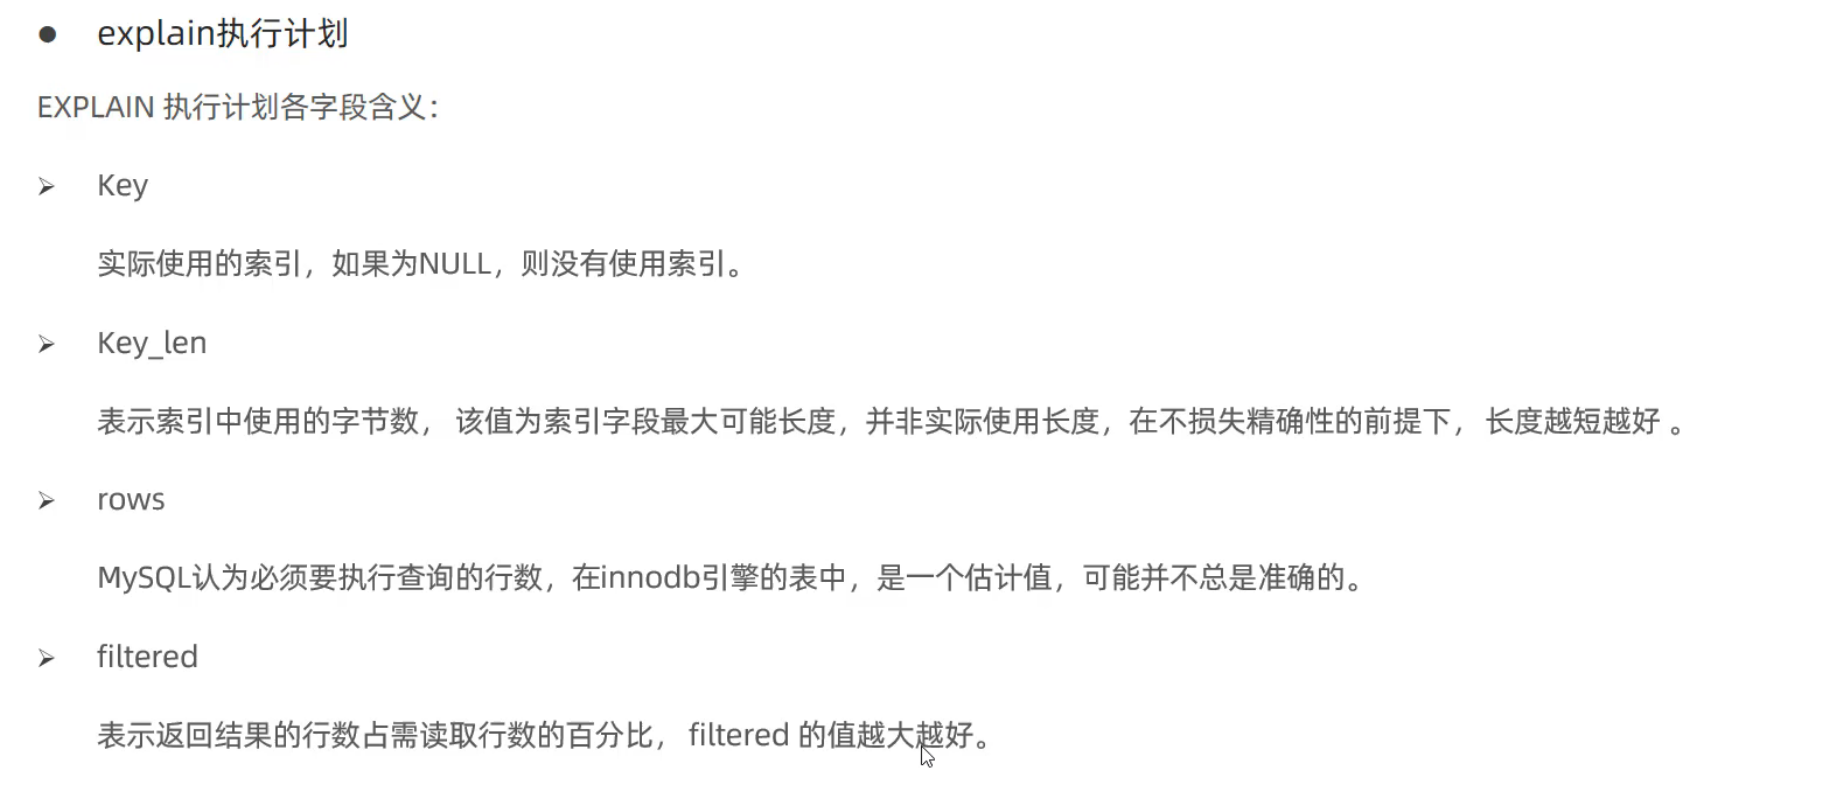 explain执行计划
EXPLAIN 执行计划各字段含义：
Key
实际使用的索引，如果为NULL，则没有使用索引。
Key_len
表示索引中使用的字节数， 该值为索引字段最大可能长度，并非实际使用长度，在不损失精确性的前提下， 长度越短越好 。
rows
MySQL认为必须要执行查询的行数，在innodb引擎的表中，是一个估计值，可能并不总是准确的。
filtered
表示返回结果的行数占需读取行数的百分比， filtered 的值越大越好。